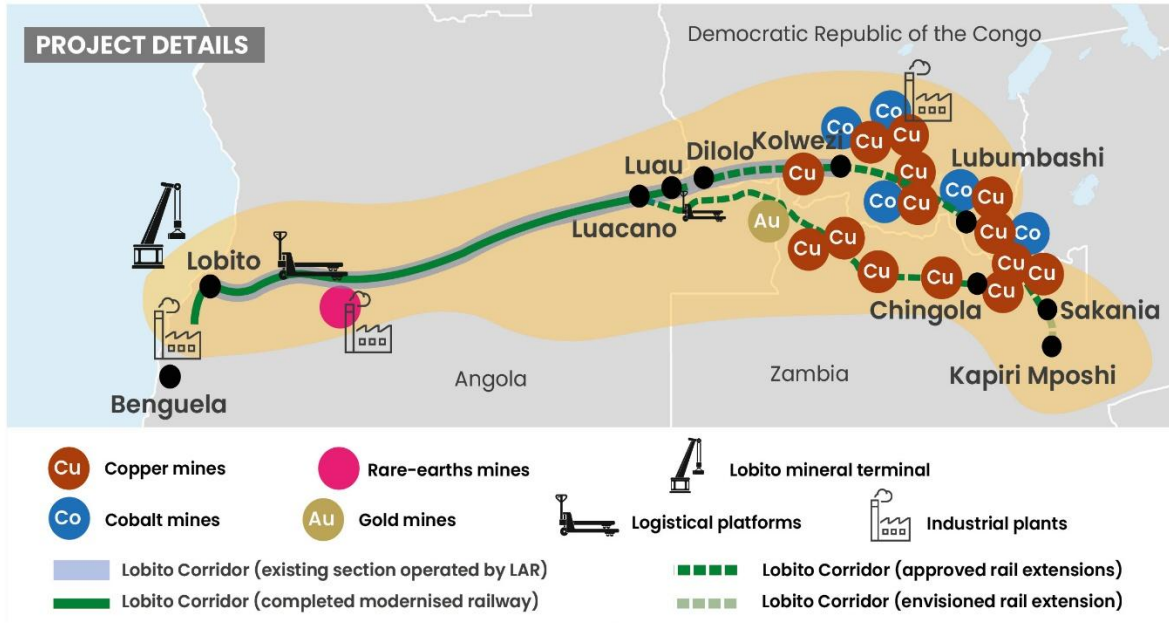 PROJECT DETAILS
Democratic Republic of the Congo
Co
Co
Cu
Cu
Kolwezi
Dilolo
Luau
Cu
Cu
Lubumbashi
Co
Cu
Co
Cu
Luacano
Au
Cu
Co
Cu
Cu
Cu
Cu
Cu
Cu
Cu
Lobito
Chingola
Sakania
Kapiri Mposhi
Benguela
Angola
Zambia
Cu Copper mines
Rare-earths mines
Lobito mineral terminal
Co Cobalt mines
Au Gold mines
Logistical platforms
Industrial plants
Lobito Corridor (existing section operated by LAR)
Lobito Corridor (approved rail extensions)
Lobito Corridor (completed modernised railway)
Lobito Corridor (envisioned rail extension)